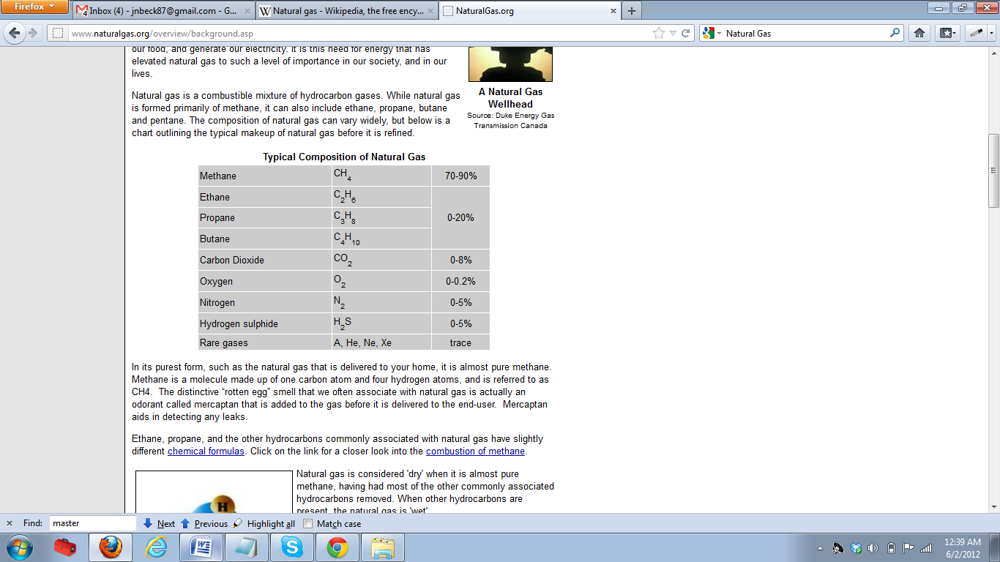 Firefox
Inbox (4) - jnbeck87@gmail.com - G...
Natural gas - Wikipedia, the free ency...
NaturalGas.org
www.naturalgas.org/overview/background.asp
Natural Gas
our food, and generate our electricity. It is this need for energy that has
elevated natural gas to such a level of importance in our society, and in our
lives.
Natural gas is a combustible mixture of hydrocarbon gases. While natural gas
is formed primarily of methane, it can also include ethane, propane, butane
and pentane. The composition of natural gas can vary widely, but below is a
chart outlining the typical makeup of natural gas before it is refined.
A Natural Gas
Wellhead
Source: Duke Energy Gas
Transmission Canada
Typical Composition of Natural Gas
Methane CH4 70-90%
Ethane C2H6
Propane C3H8 0-20%
Butane C4H10
Carbon Dioxide CO2 0-8%
Oxygen O2 0-0.2%
Nitrogen N2 0-5%
Hydrogen sulphide H2S 0-5%
Rare gases A, He, Ne, Xe trace
In its purest form, such as the natural gas that is delivered to your home, it is almost pure methane.
Methane is a molecule made up of one carbon atom and four hydrogen atoms, and is referred to as
CH4.  The distinctive “rotten egg” smell that we often associate with natural gas is actually an
odorant called mercaptan that is added to the gas before it is delivered to the end-user.  Mercaptan
aids in detecting any leaks.
Ethane, propane, and the other hydrocarbons commonly associated with natural gas have slightly
different chemical formulas. Click on the link for a closer look into the combustion of methane.
H
Natural gas is considered 'dry' when it is almost pure
methane, having had most of the other commonly associated
hydrocarbons removed. When other hydrocarbons are
present, the natural gas is 'wet'.
x Find: master Next Previous Highlight all Match case
12:39 AM
6/2/2012